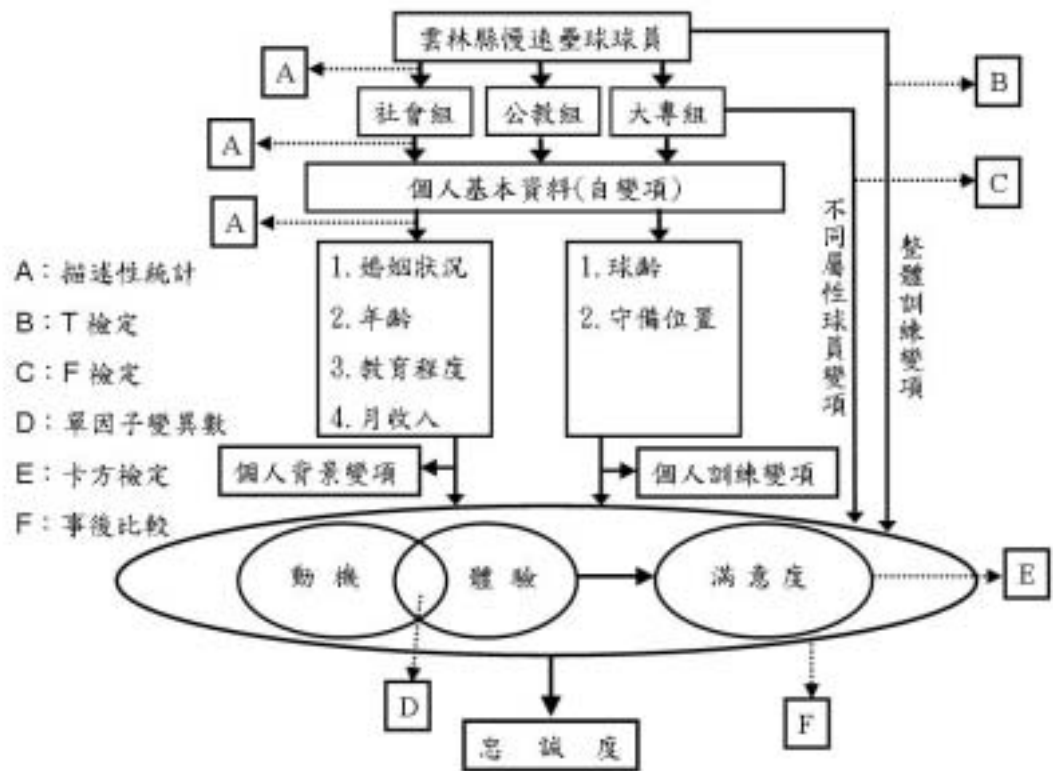 雲林縣慢速壘球球員
A
B
社會組
公教組
大專組
A
個人基本資料(自變項)
C
A
不同屬性球員變項
整體訓練變項
A：描述性統計
B：T 檢定
C：F 檢定
D：單因子變異數
E：卡方檢定
F：事後比較
1.婚姻狀況
2.年齡
3.教育程度
4.月收入
1.球齡
2.守備位置
個人背景變項
個人訓練變項
動機
體驗
滿意度
E
D
F
忠誠度